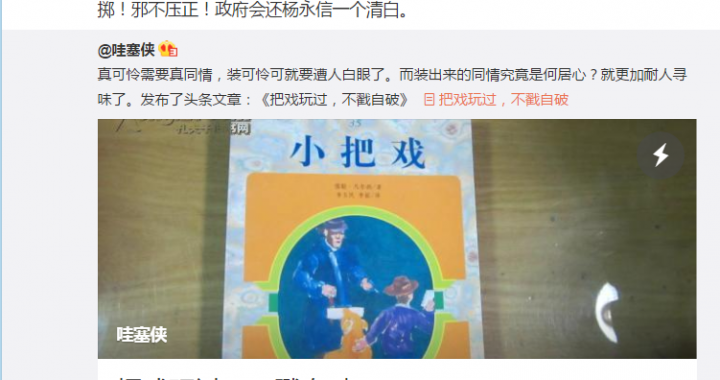 掷！邪不压正！政府会还杨永信一个清白。
@哇塞侠
真可怜需要真同情，装可怜可就要遭人白眼了。而装出来的同情究竟是何居心？就更加耐人寻
味了。发布了头条文章：《把戏玩过，不戳自破》 把戏玩过，不戳自破
35
小把戏
哇塞侠